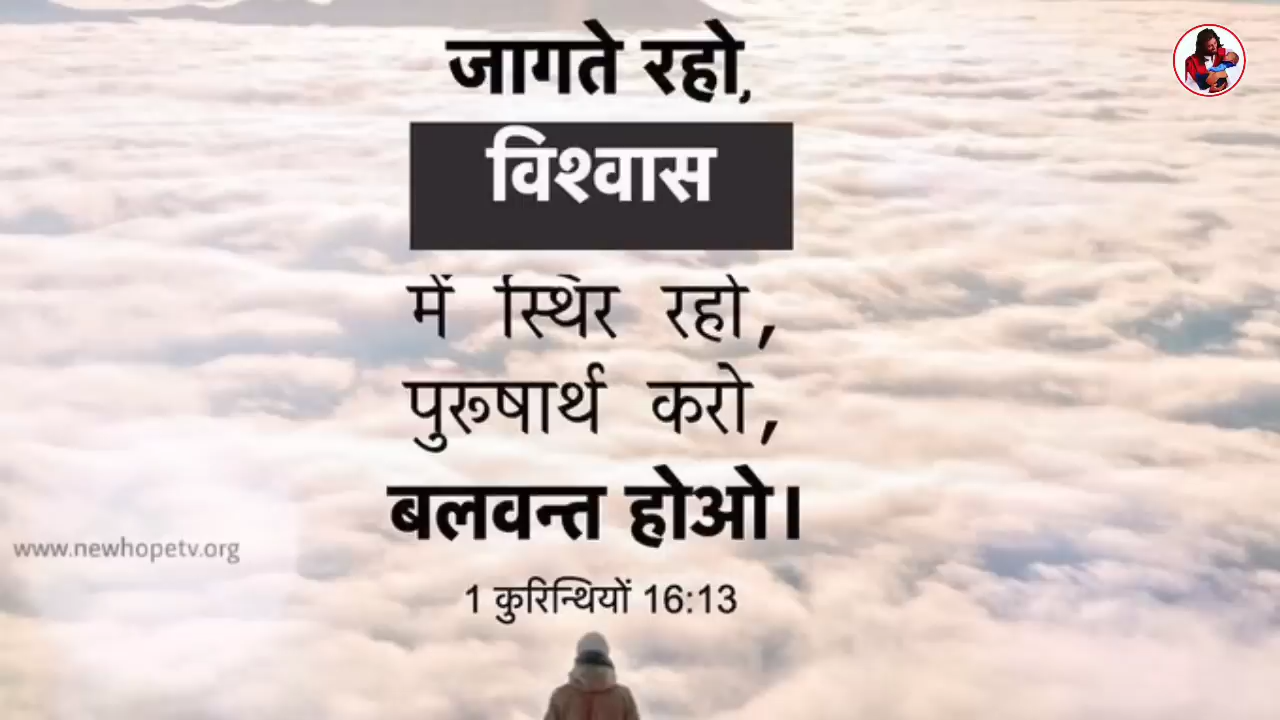 जागते रहो,
विश्वास
में स्थिर रहो,
पुरूषार्थ करो,
बलवन्त होओ।
www.newhopetv.org
1 कुरिन्थियों 16:13